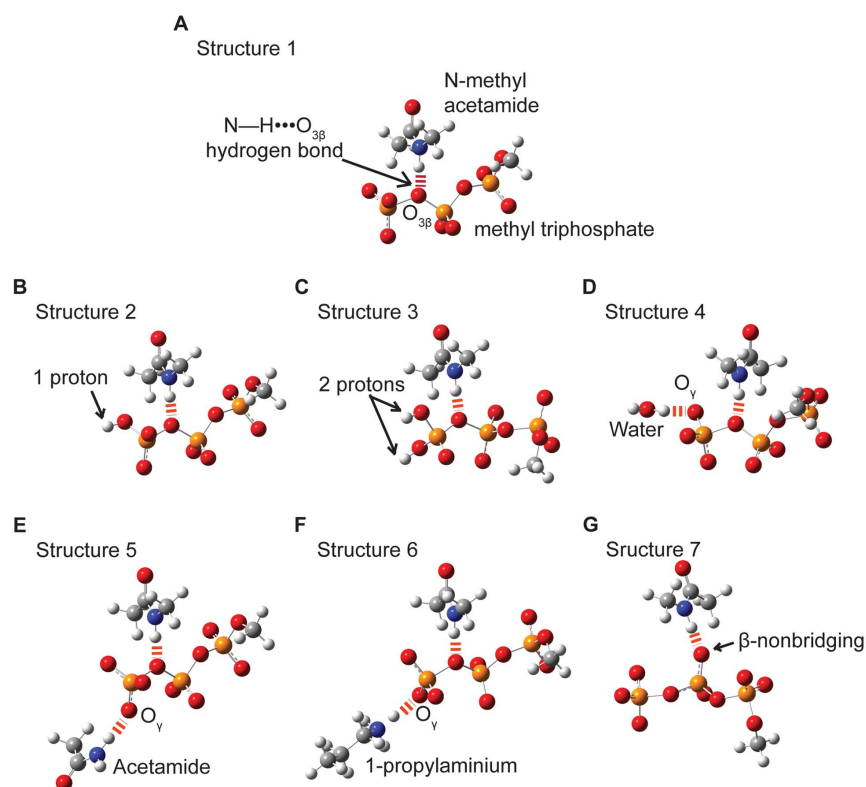 A
Structure 1
N-methyl
acetamide
N—H•••O3β
hydrogen bond
O3β
methyl triphosphate
B
Structure 2
1 proton
C
Structure 3
2 protons
D
Structure 4
Oγ
Water
E
Structure 5
Oγ
Acetamide
F
Structure 6
Oγ
1-propylaminium
G
Sructure 7
β-nonbridging